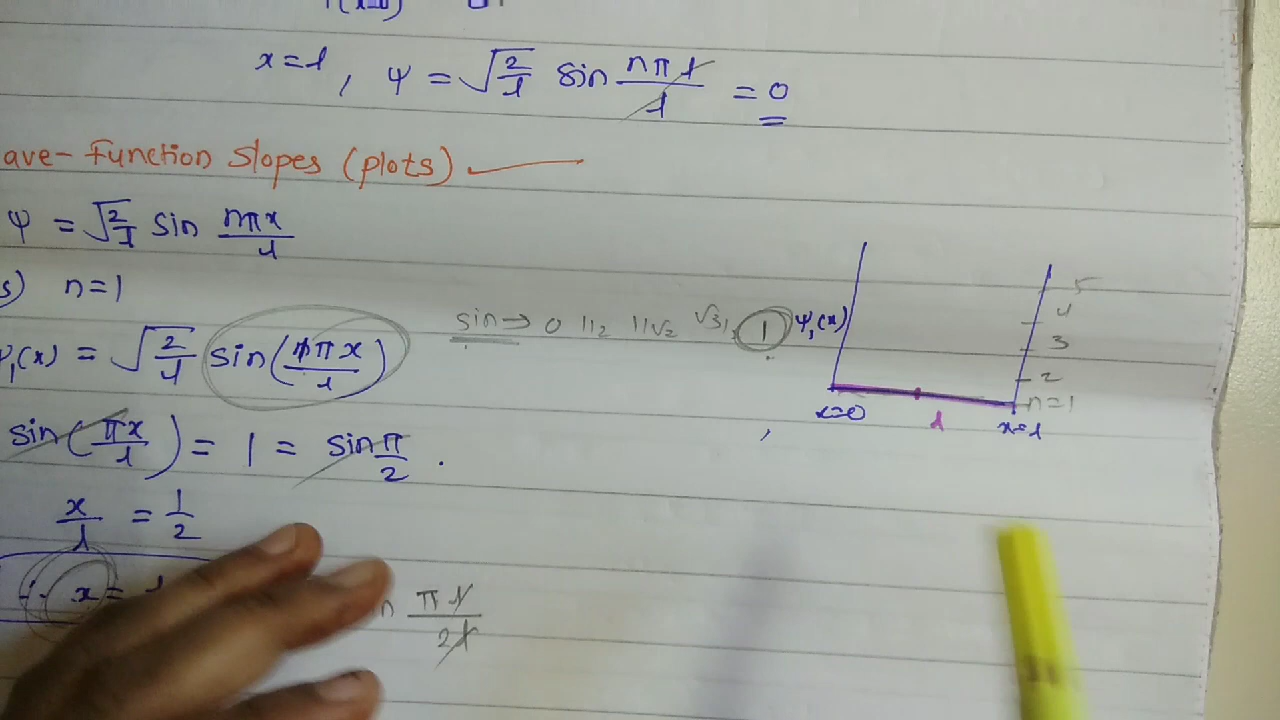 x=l, ψ = √2/l sin nπl/l = 0
ave-Function Slopes (plots)
ψ = √2/l sin nπx/l
s) n=1
ψ₁(x) = √2/l sin(1πx/l)
sin → 0 1/2 1/√2 √3/ 1
ψ₁(x)
5
4
3
2
n=1
x=0
l
x=l
sin(πx/l) = 1 = sin π/2 .
x/l = 1/2
∴ x =
n πl/2l